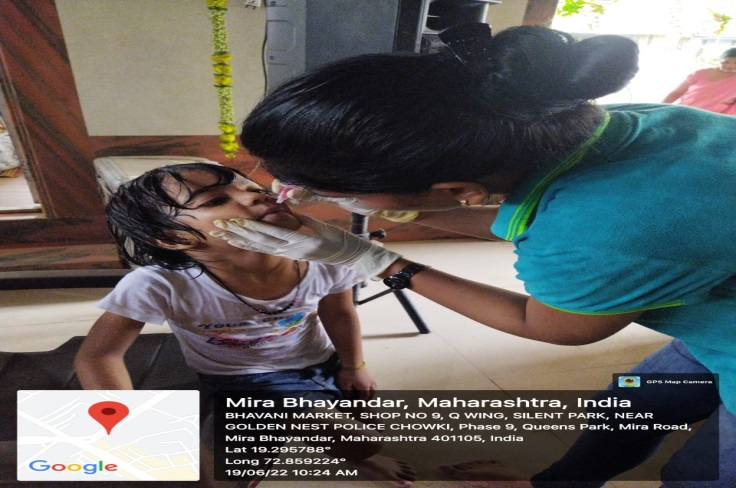 YOUR
GPS Map Camera
Google
Mira Bhayandar, Maharashtra, India
BHAVANI MARKET, SHOP NO 9, Q WING, SILENT PARK, NEAR
GOLDEN NEST POLICE CHOWKI, Phase 9, Queens Park, Mira Road,
Mira Bhayandar, Maharashtra 401105, India
Lat 19.295788°
Long 72.859224°
19/06/22 10:24 AM